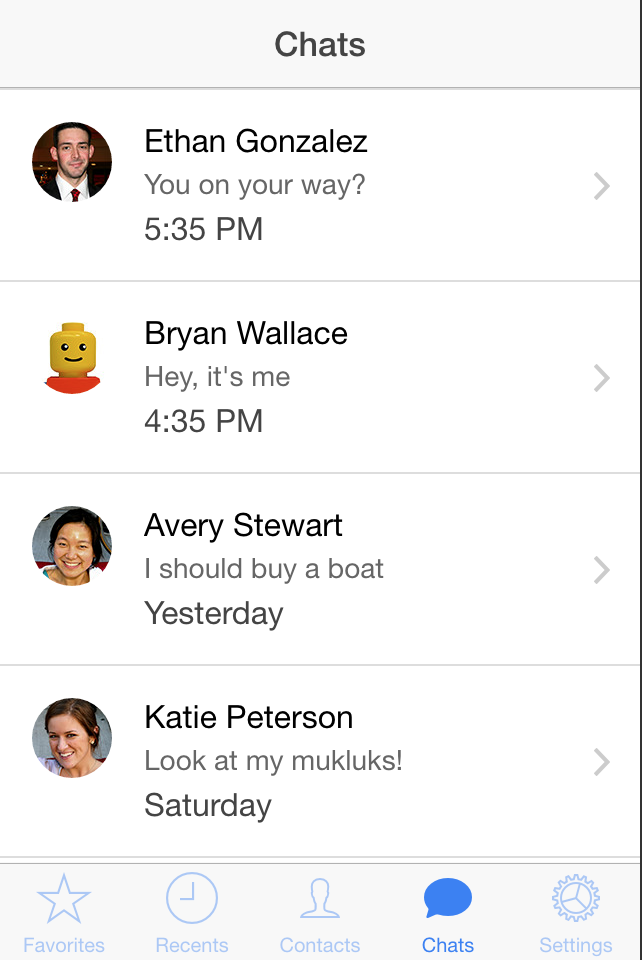 Chats
Ethan Gonzalez
You on your way?
5:35 PM
Bryan Wallace
Hey, it's me
4:35 PM
Avery Stewart
I should buy a boat
Yesterday
Katie Peterson
Look at my mukluks!
Saturday
Favorites Recents Contacts Chats Settings